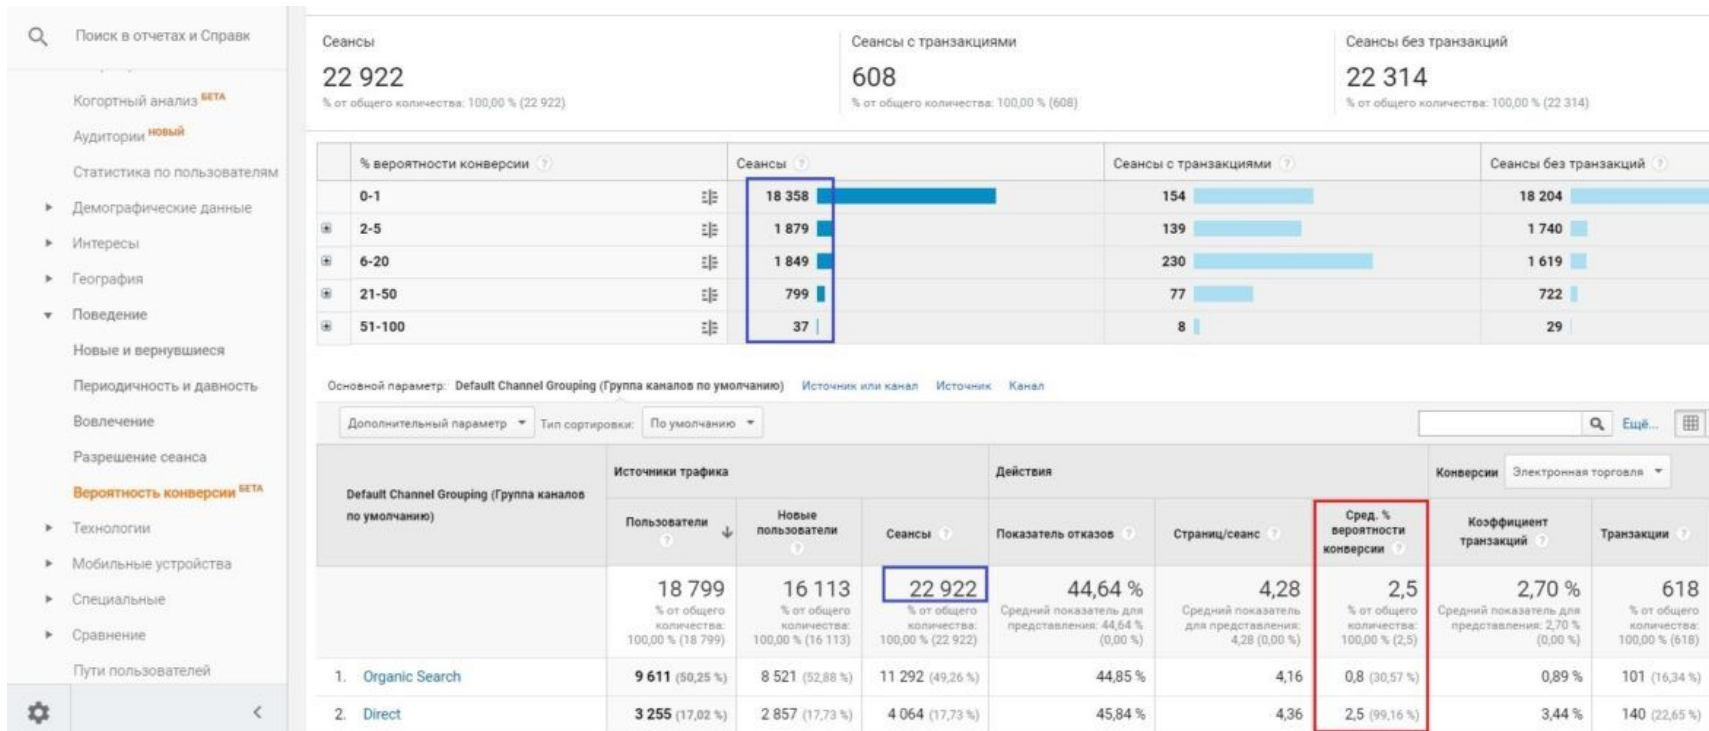 Поиск в отчетах и Справк
Когортный анализ БЕТА
Аудитории НОВЫЙ
Статистика по пользователям
Демографические данные
Интересы
География
Поведение
Новые и вернувшиеся
Периодичность и давность
Вовлечение
Разрешение сеанса
Вероятность конверсии БЕТА
Технологии
Мобильные устройства
Специальные
Сравнение
Пути пользователей
Сеансы Сеансы с транзакциями Сеансы без транзакций
22 922 608 22 314
% от общего количества: 100,00 % (22 922) % от общего количества: 100,00 % (608) % от общего количества: 100,00 % (22 314)
% вероятности конверсии ? Сеансы ? Сеансы с транзакциями ? Сеансы без транзакций ?
0-1 18 358 154 18 204
2-5 1 879 139 1 740
6-20 1 849 230 1 619
21-50 799 77 722
51-100 37 8 29
Основной параметр: Default Channel Grouping (Группа каналов по умолчанию) Источник или канал Источник Канал
Дополнительный параметр Тип сортировки: По умолчанию Ещё...
Default Channel Grouping (Группа каналов
по умолчанию)
Источники трафика Действия Конверсии Электронная торговля
Пользователи ? Новые пользователи ? Сеансы ? Показатель отказов ? Страниц/сеанс ? Сред. % вероятности конверсии ? Коэффициент транзакций ? Транзакции ?
18 799 16 113 22 922 44,64 % 4,28 2,5 2,70 % 618
% от общего количества: 100,00 % (18 799) % от общего количества: 100,00 % (16 113) % от общего количества: 100,00 % (22 922) Средний показатель для представления: 44,64 % (0,00 %) Средний показатель для представления: 4,28 (0,00 %) % от общего количества: 100,00 % (2,5) Средний показатель для представления: 2,70 % (0,00 %) % от общего количества: 100,00 % (618)
1. Organic Search 9 611 (50,25 %) 8 521 (52,88 %) 11 292 (49,26 %) 44,85 % 4,16 0,8 (30,57 %) 0,89 % 101 (16,34 %)
2. Direct 3 255 (17,02 %) 2 857 (17,73 %) 4 064 (17,73 %) 45,84 % 4,36 2,5 (99,16 %) 3,44 % 140 (22,65 %)